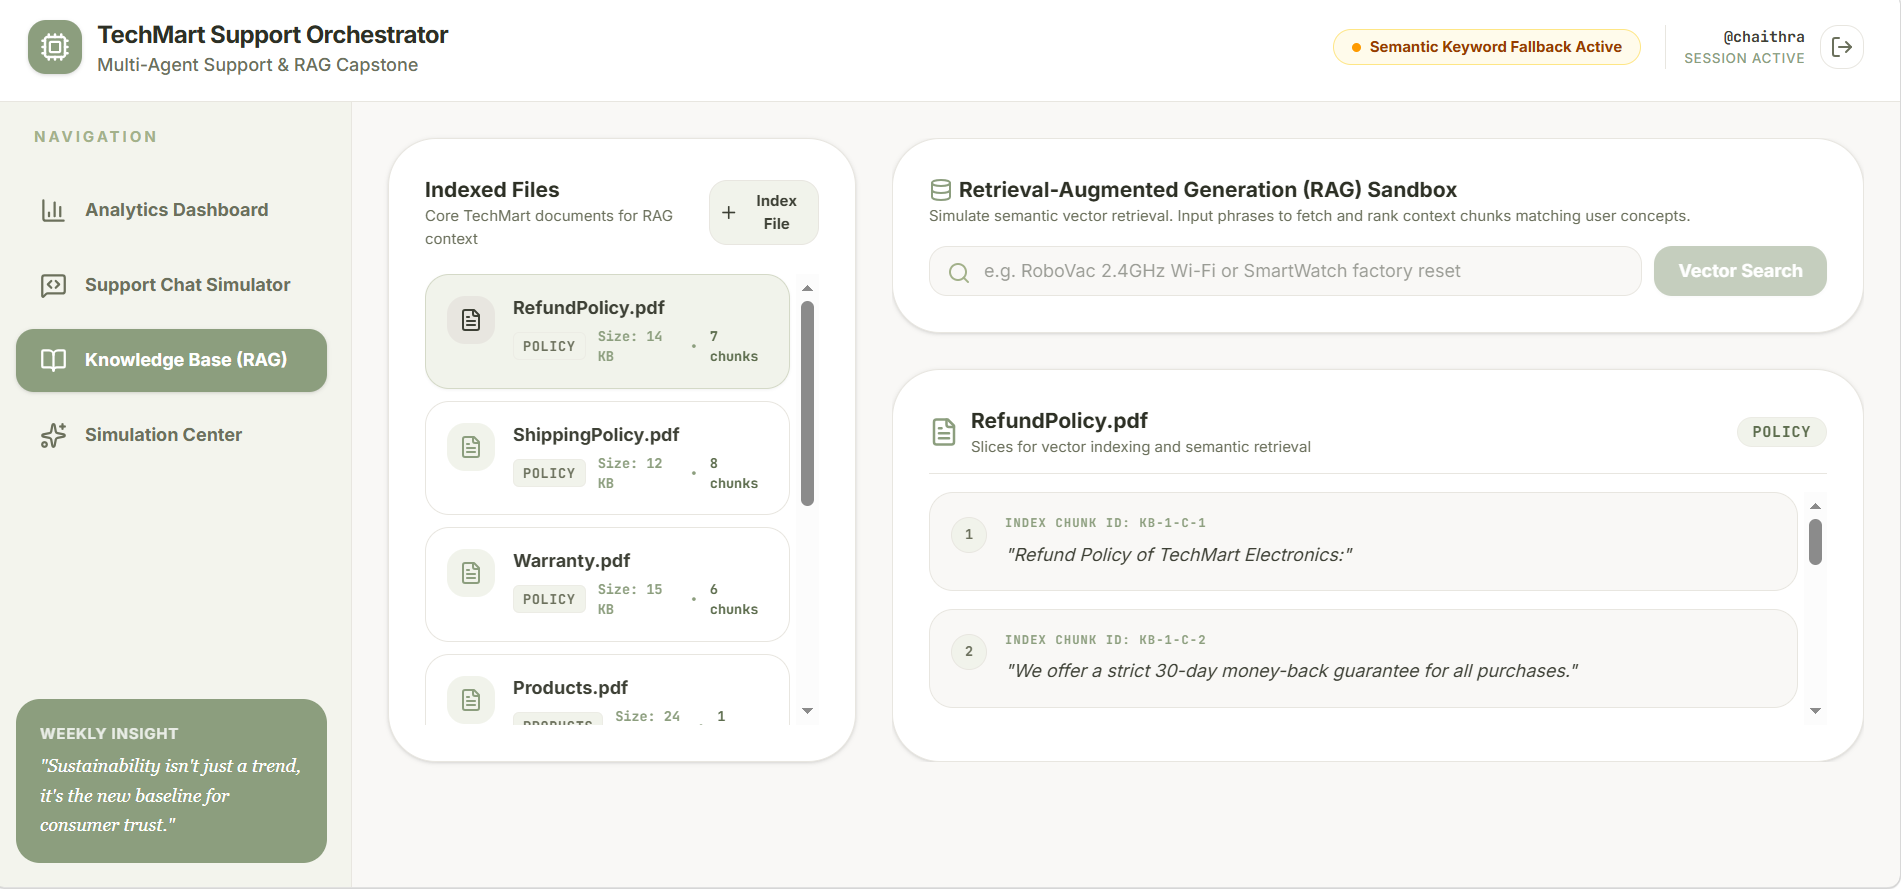 TechMart Support Orchestrator
Multi-Agent Support & RAG Capstone
Semantic Keyword Fallback Active
@chaithra
SESSION ACTIVE
NAVIGATION
Analytics Dashboard
Support Chat Simulator
Knowledge Base (RAG)
Simulation Center
WEEKLY INSIGHT
"Sustainability isn't just a trend,
it's the new baseline for
consumer trust."
Indexed Files
Core TechMart documents for RAG
context
+ Index
File
RefundPolicy.pdf
POLICY Size: 14 KB • 7 chunks
ShippingPolicy.pdf
POLICY Size: 12 KB • 8 chunks
Warranty.pdf
POLICY Size: 15 KB • 6 chunks
Products.pdf
PRODUCTS Size: 24 • 1
Retrieval-Augmented Generation (RAG) Sandbox
Simulate semantic vector retrieval. Input phrases to fetch and rank context chunks matching user concepts.
e.g. RoboVac 2.4GHz Wi-Fi or SmartWatch factory reset
Vector Search
RefundPolicy.pdf
Slices for vector indexing and semantic retrieval
POLICY
1
INDEX CHUNK ID: KB-1-C-1
"Refund Policy of TechMart Electronics:"
2
INDEX CHUNK ID: KB-1-C-2
"We offer a strict 30-day money-back guarantee for all purchases."